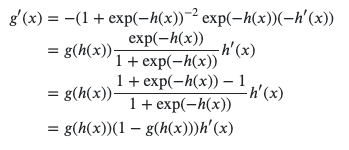 g′(x) = −(1 + exp(−h(x))⁻² exp(−h(x))(−h′(x))
= g(h(x)) exp(−h(x)) / 1 + exp(−h(x)) h′(x)
= g(h(x)) 1 + exp(−h(x)) − 1 / 1 + exp(−h(x)) h′(x)
= g(h(x))(1 − g(h(x)))h′(x)